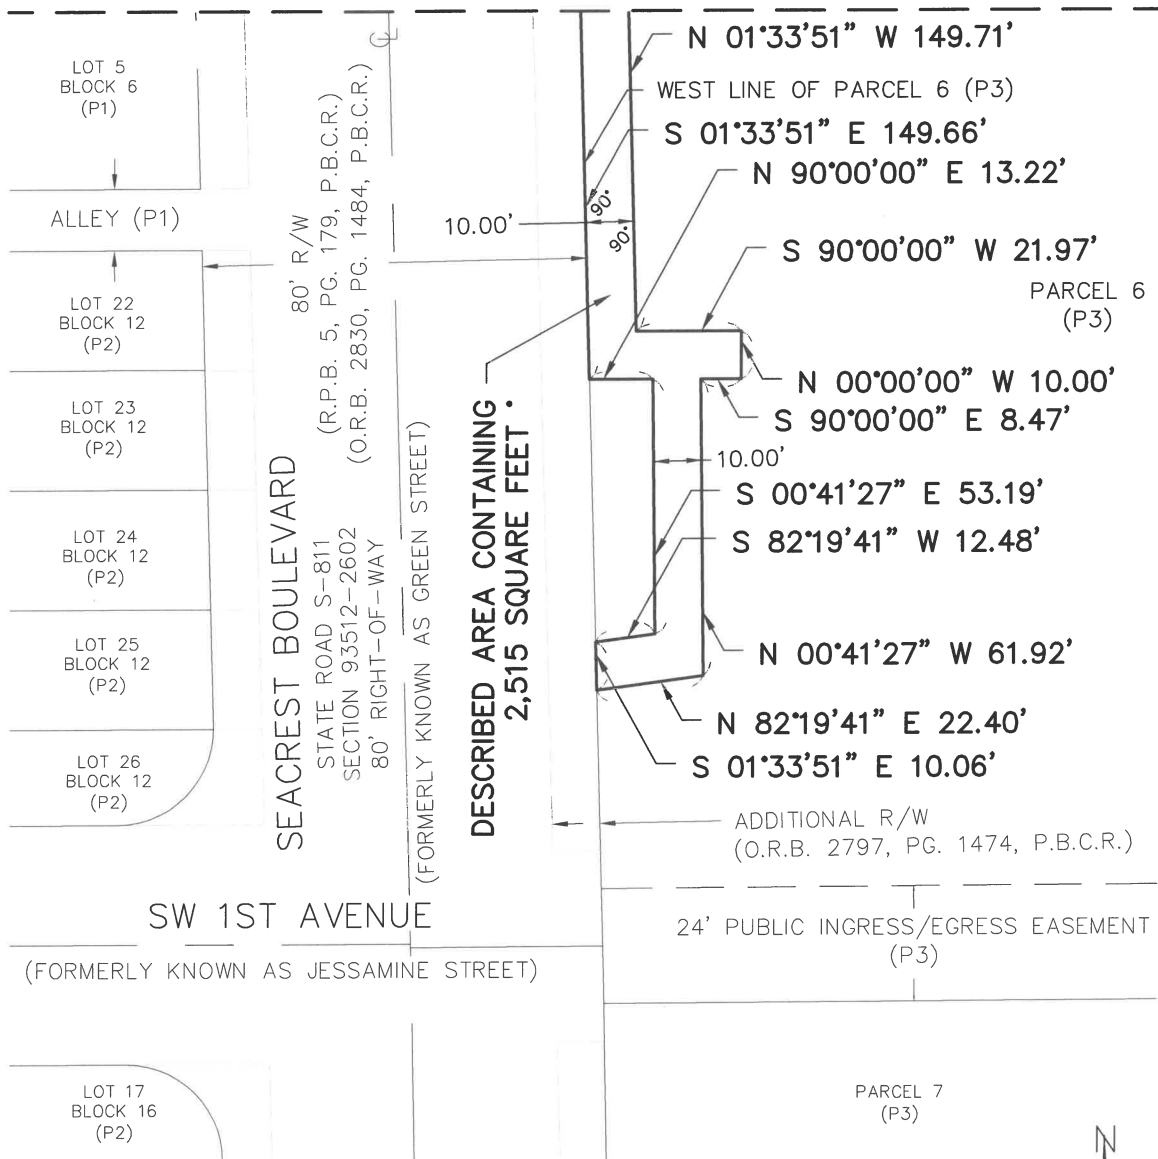 LOT 5
BLOCK 6
(P1)
ALLEY (P1)
LOT 22
BLOCK 12
(P2)
LOT 23
BLOCK 12
(P2)
LOT 24
BLOCK 12
(P2)
LOT 25
BLOCK 12
(P2)
LOT 26
BLOCK 12
(P2)
80' R/W
(R.P.B. 5, PG. 179, P.B.C.R.)
(O.R.B. 2830, PG. 1484, P.B.C.R.)
SEACREST BOULEVARD
STATE ROAD S-811
SECTION 93512-2602
80' RIGHT-OF-WAY
(FORMERLY KNOWN AS GREEN STREET)
DESCRIBED AREA CONTAINING
2,515 SQUARE FEET
10.00'
90°
90°
N 01°33'51" W 149.71'
WEST LINE OF PARCEL 6 (P3)
S 01°33'51" E 149.66'
N 90°00'00" E 13.22'
S 90°00'00" W 21.97'
PARCEL 6
(P3)
N 00°00'00" W 10.00'
S 90°00'00" E 8.47'
10.00'
S 00°41'27" E 53.19'
S 82°19'41" W 12.48'
N 00°41'27" W 61.92'
N 82°19'41" E 22.40'
S 01°33'51" E 10.06'
ADDITIONAL R/W
(O.R.B. 2797, PG. 1474, P.B.C.R.)
SW 1ST AVENUE
(FORMERLY KNOWN AS JESSAMINE STREET)
24' PUBLIC INGRESS/EGRESS EASEMENT
(P3)
LOT 17
BLOCK 16
(P2)
PARCEL 7
(P3)
N